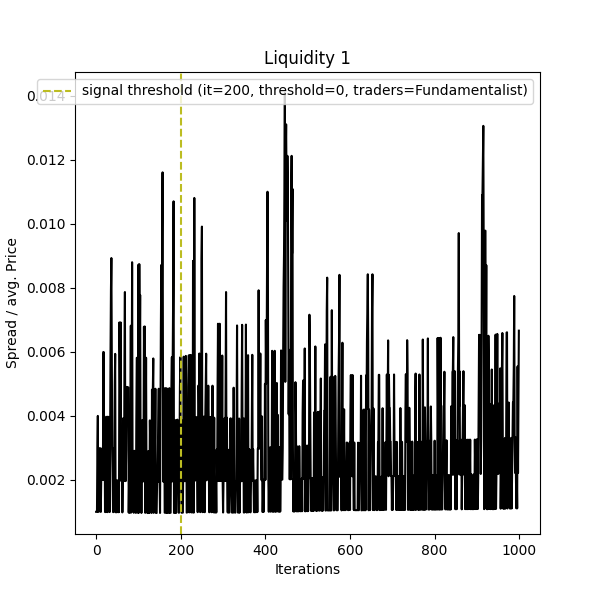 Liquidity 1
signal threshold (it=200, threshold=0, traders=Fundamentalist)
0.014
0.012
0.010
0.008
0.006
0.004
0.002
Spread / avg. Price
0 200 400 600 800 1000
Iterations